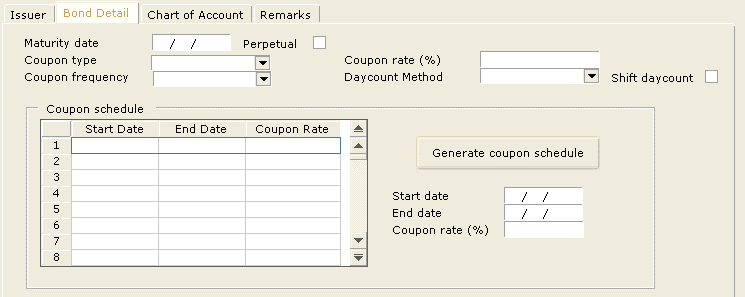 Issuer Bond Detail Chart of Account Remarks
Maturity date / / Perpetual
Coupon type Coupon rate (%)
Coupon frequency Daycount Method Shift daycount
Coupon schedule
Start Date End Date Coupon Rate
1
2
3
4
5
6
7
8
Generate coupon schedule
Start date / /
End date / /
Coupon rate (%)